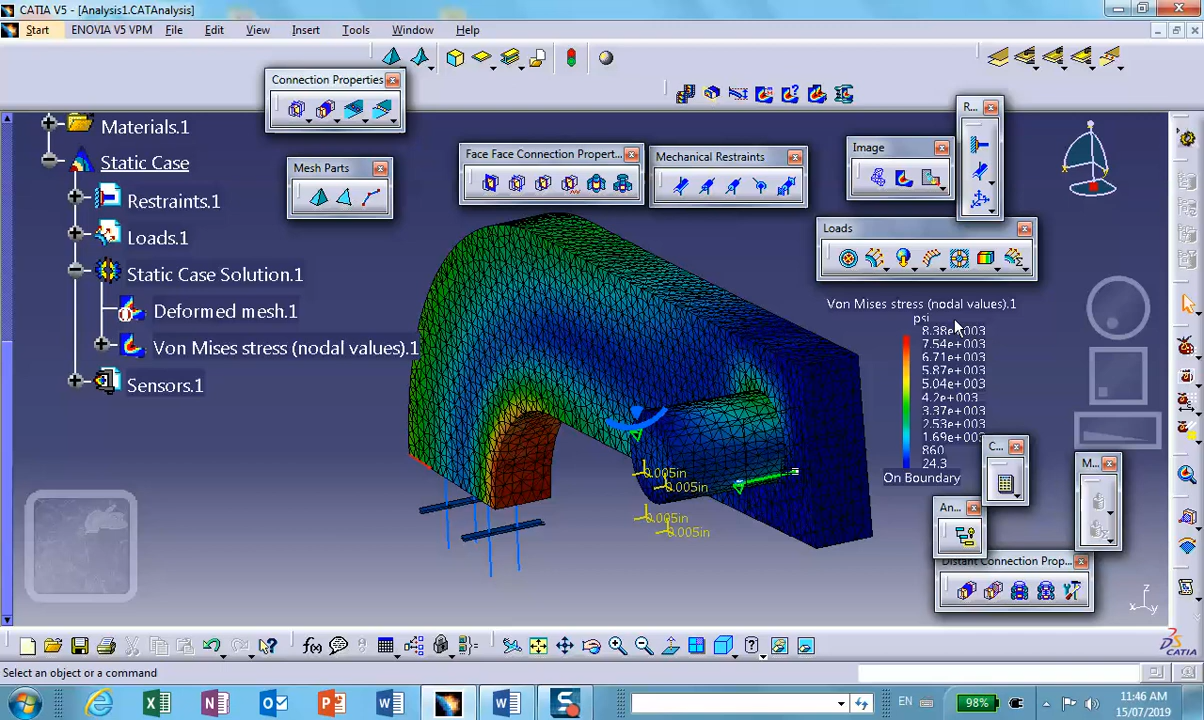 CATIA V5 - [Analysis1.CATAnalysis]
Start ENOVIA V5 VPM File Edit View Insert Tools Window Help
Connection Properties
R...
Mesh Parts
Face Face Connection Propert...
Mechanical Restraints
Image
Loads
Materials.1
Static Case
Restraints.1
Loads.1
Static Case Solution.1
Deformed mesh.1
Von Mises stress (nodal values).1
Sensors.1
Von Mises stress (nodal values).1
psi
8.38e+003
7.54e+003
6.71e+003
5.87e+003
5.04e+003
4.2e+003
3.37e+003
2.53e+003
1.69e+003
860
24.3
On Boundary
0.005in
0.005in
0.005in
0.005in
C...
M...
An...
Distant Connection Prop...
z
x
y
f(x)
CATIA
Select an object or a command
EN
98%
11:46 AM
15/07/2019